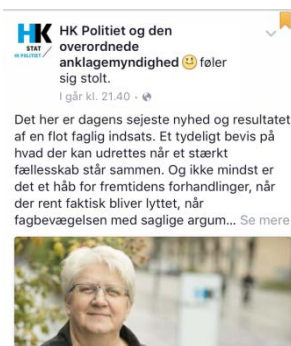 HK
STAT
HK POLITIET
HK Politiet og den
overordnede
anklagemyndighed 😃 føler
sig stolt.
I går kl. 21.40 ·
Det her er dagens sejeste nyhed og resultatet
af en flot faglig indsats. Et tydeligt bevis på
hvad der kan udrettes når et stærkt
fællesskab står sammen. Og ikke mindst er
det et håb for fremtidens forhandlinger, når
der rent faktisk bliver lyttet, når
fagbevægelsen med saglige argum... Se mere